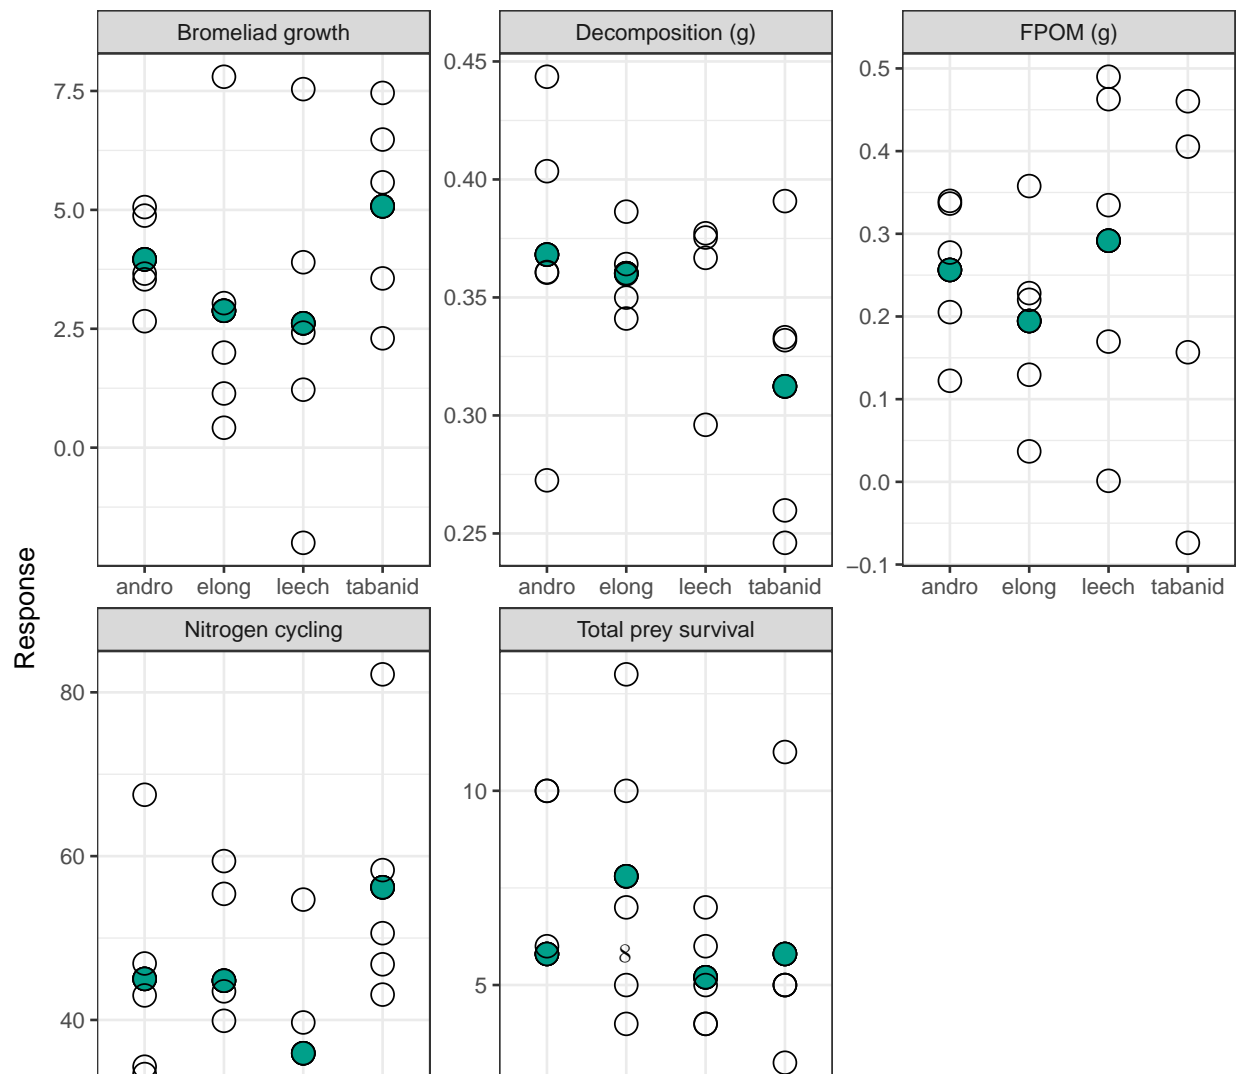 Bromeliad growth
Decomposition (g)
FPOM (g)
7.5
5.0
2.5
0.0
0.45
0.40
0.35
0.30
0.25
0.5
0.4
0.3
0.2
0.1
0.0
−0.1
andro elong leech tabanid
andro elong leech tabanid
andro elong leech tabanid
Response
Nitrogen cycling
Total prey survival
80
60
40
10
5
8